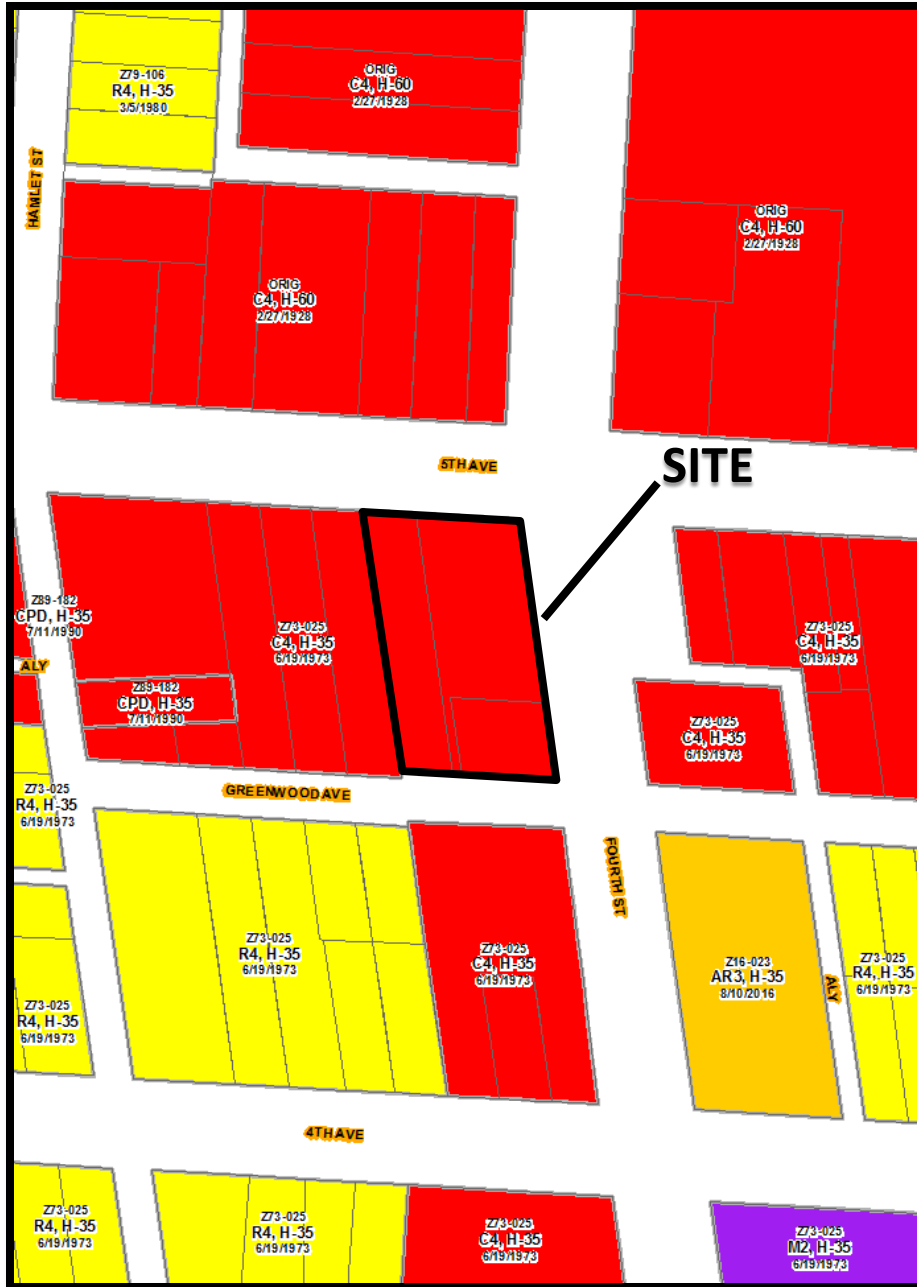 Z79-106
R4, H-35
3/5/1980
ORIG
C4, H-60
2/27/1928
HAMLET ST
ORIG
C4, H-60
2/27/1928
ORIG
C4, H-60
2/27/1928
5TH AVE
SITE
Z89-182
CPD, H-35
7/11/1990
Z73-025
C4, H-35
6/19/1973
Z73-025
C4, H-35
6/19/1973
ALY
Z89-182
CPD, H-35
7/11/1990
Z73-025
C4, H-35
6/19/1973
Z73-025
R4, H-35
6/19/1973
GREENWOOD AVE
FOURTH ST
Z73-025
R4, H-35
6/19/1973
Z73-025
C4, H-35
6/19/1973
Z16-023
AR3, H-35
8/10/2016
ALY
Z73-025
R4, H-35
6/19/1973
Z73-025
R4, H-35
6/19/1973
4TH AVE
Z73-025
R4, H-35
6/19/1973
Z73-025
R4, H-35
6/19/1973
Z73-025
C4, H-35
6/19/1973
Z73-025
M2, H-35
6/19/1973